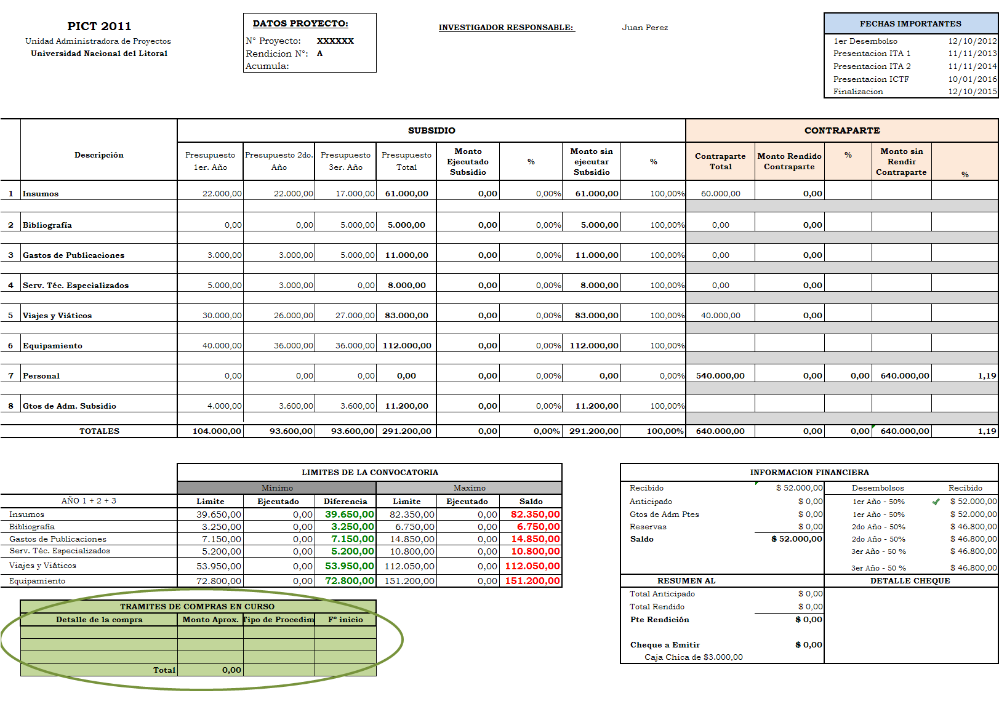 PICT 2011
Unidad Administradora de Proyectos
Universidad Nacional del Litoral
DATOS PROYECTO:
N° Proyecto: XXXXXX
Rendicion N°: A
Acumula:
INVESTIGADOR RESPONSABLE: Juan Perez
FECHAS IMPORTANTES
1er Desembolso 12/10/2012
Presentacion ITA 1 11/11/2013
Presentacion ITA 2 11/11/2014
Presentacion ICTF 10/01/2016
Finalizacion 12/10/2015
SUBSIDIO CONTRAPARTE
Descripción Presupuesto 1er. Año Presupuesto 2do. Año Presupuesto 3er. Año Presupuesto Total Monto Ejecutado Subsidio % Monto sin ejecutar Subsidio % Contraparte Total Monto Rendido Contraparte % Monto sin Rendir Contraparte %
1 Insumos 22.000,00 22.000,00 17.000,00 61.000,00 0,00 0,00% 61.000,00 100,00% 60.000,00 0,00
2 Bibliografía 0,00 0,00 5.000,00 5.000,00 0,00 0,00% 5.000,00 100,00% 0,00 0,00
3 Gastos de Publicaciones 3.000,00 3.000,00 5.000,00 11.000,00 0,00 0,00% 11.000,00 100,00% 0,00 0,00
4 Serv. Téc. Especializados 5.000,00 3.000,00 0,00 8.000,00 0,00 0,00% 8.000,00 100,00% 0,00 0,00
5 Viajes y Viáticos 30.000,00 26.000,00 27.000,00 83.000,00 0,00 0,00% 83.000,00 100,00% 40.000,00 0,00
6 Equipamiento 40.000,00 36.000,00 36.000,00 112.000,00 0,00 0,00% 112.000,00 100,00%
7 Personal 0,00 0,00 0,00 0,00 0,00 0,00% 0,00 0,00% 540.000,00 0,00 0,00 640.000,00 1,19
8 Gtos de Adm. Subsidio 4.000,00 3.600,00 3.600,00 11.200,00 0,00 0,00% 11.200,00 100,00%
TOTALES 104.000,00 93.600,00 93.600,00 291.200,00 0,00 0,00% 291.200,00 100,00% 640.000,00 0,00 0,00 640.000,00 1,19
LIMITES DE LA CONVOCATORIA
Minimo Maximo
AÑO 1 + 2 + 3 Limite Ejecutado Diferencia Limite Ejecutado Saldo
Insumos 39.650,00 0,00 39.650,00 82.350,00 0,00 82.350,00
Bibliografia 3.250,00 0,00 3.250,00 6.750,00 0,00 6.750,00
Gastos de Publicaciones 7.150,00 0,00 7.150,00 14.850,00 0,00 14.850,00
Serv. Téc. Especializados 5.200,00 0,00 5.200,00 10.800,00 0,00 10.800,00
Viajes y Viáticos 53.950,00 0,00 53.950,00 112.050,00 0,00 112.050,00
Equipamiento 72.800,00 0,00 72.800,00 151.200,00 0,00 151.200,00
TRAMITES DE COMPRAS EN CURSO
Detalle de la compra Monto Aprox. Tipo de Procedim F° inicio
Total 0,00
INFORMACION FINANCIERA
Recibido $ 52.000,00 Desembolsos Recibido
Anticipado $ 0,00 1er Año - 50% ✓ $ 52.000,00
Gtos de Adm Ptes $ 0,00 1er Año - 50% $ 52.000,00
Reservas $ 0,00 2do Año - 50% $ 46.800,00
Saldo $ 52.000,00 2do Año - 50% $ 46.800,00
3er Año - 50 % $ 46.800,00
3er Año - 50 % $ 46.800,00
RESUMEN AL DETALLE CHEQUE
Total Anticipado $ 0,00
Total Rendido $ 0,00
Pte Rendición $ 0,00
Cheque a Emitir $ 0,00
Caja Chica de $3.000,00